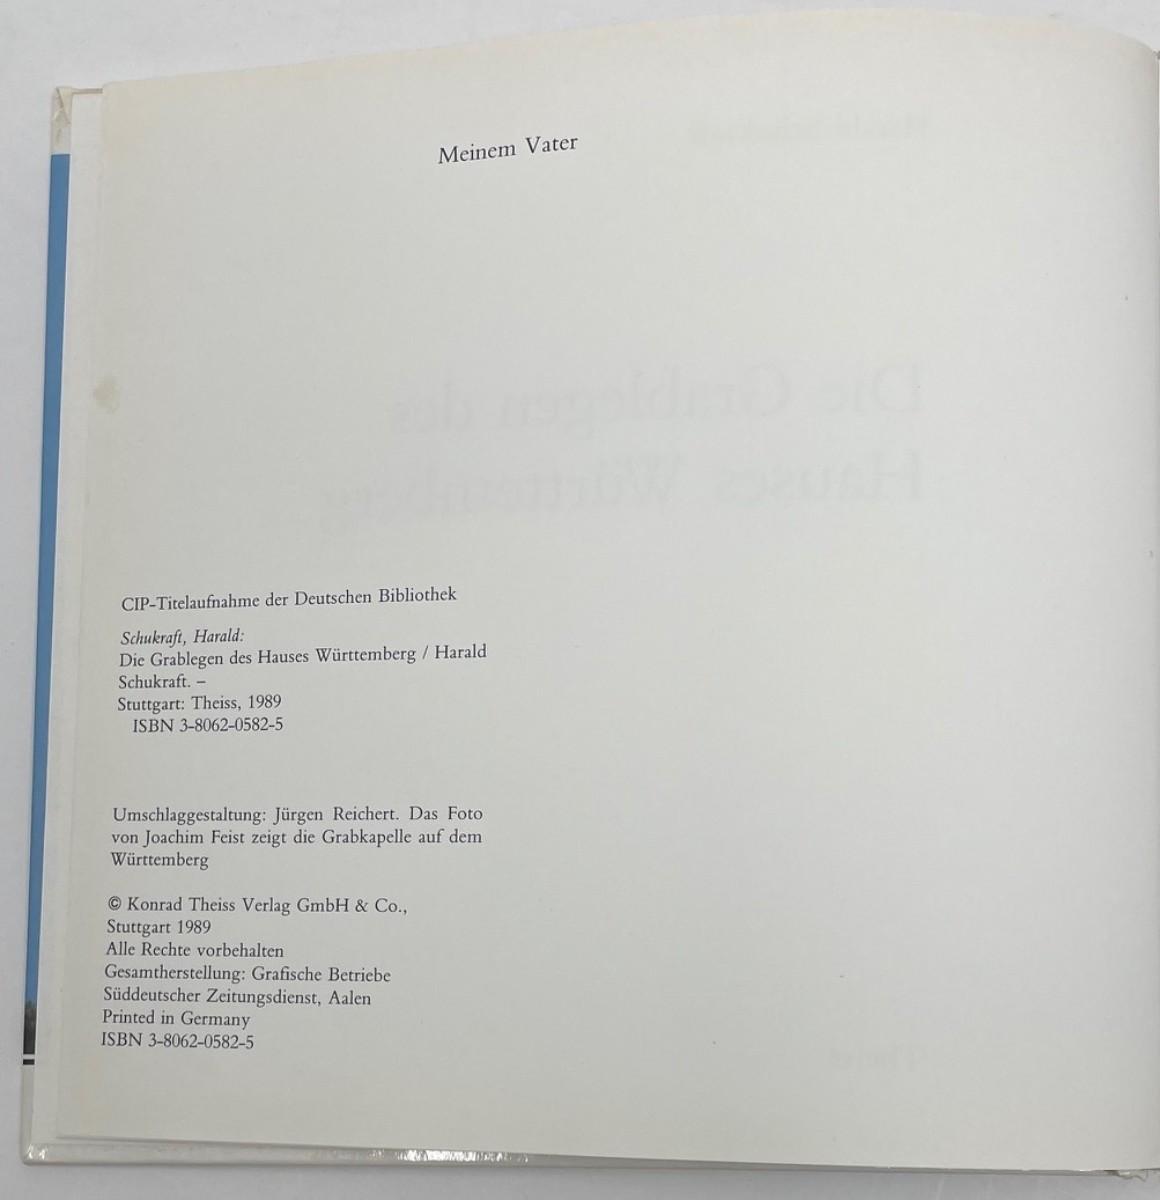 Meinem Vater
CIP-Titelaufnahme der Deutschen Bibliothek
Schukraft, Harald:
Die Grablegen des Hauses Württemberg / Harald
Schukraft. –
Stuttgart: Theiss, 1989
ISBN 3-8062-0582-5
Umschlaggestaltung: Jürgen Reichert. Das Foto
von Joachim Feist zeigt die Grabkapelle auf dem
Württemberg
© Konrad Theiss Verlag GmbH & Co.,
Stuttgart 1989
Alle Rechte vorbehalten
Gesamtherstellung: Grafische Betriebe
Süddeutscher Zeitungsdienst, Aalen
Printed in Germany
ISBN 3-8062-0582-5